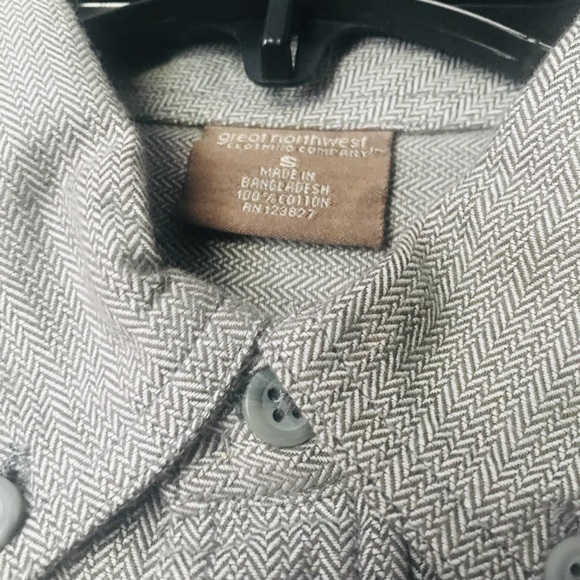 great northwest
CLOTHING COMPANY™
S
MADE IN
BANGLADESH
100% COTTON
RN 123827